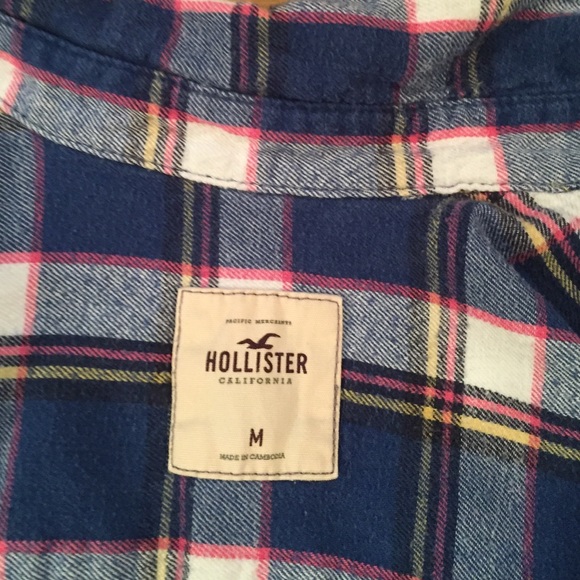 PACIFIC MERCHANTS
HOLLISTER
CALIFORNIA
M
MADE IN CAMBODIA